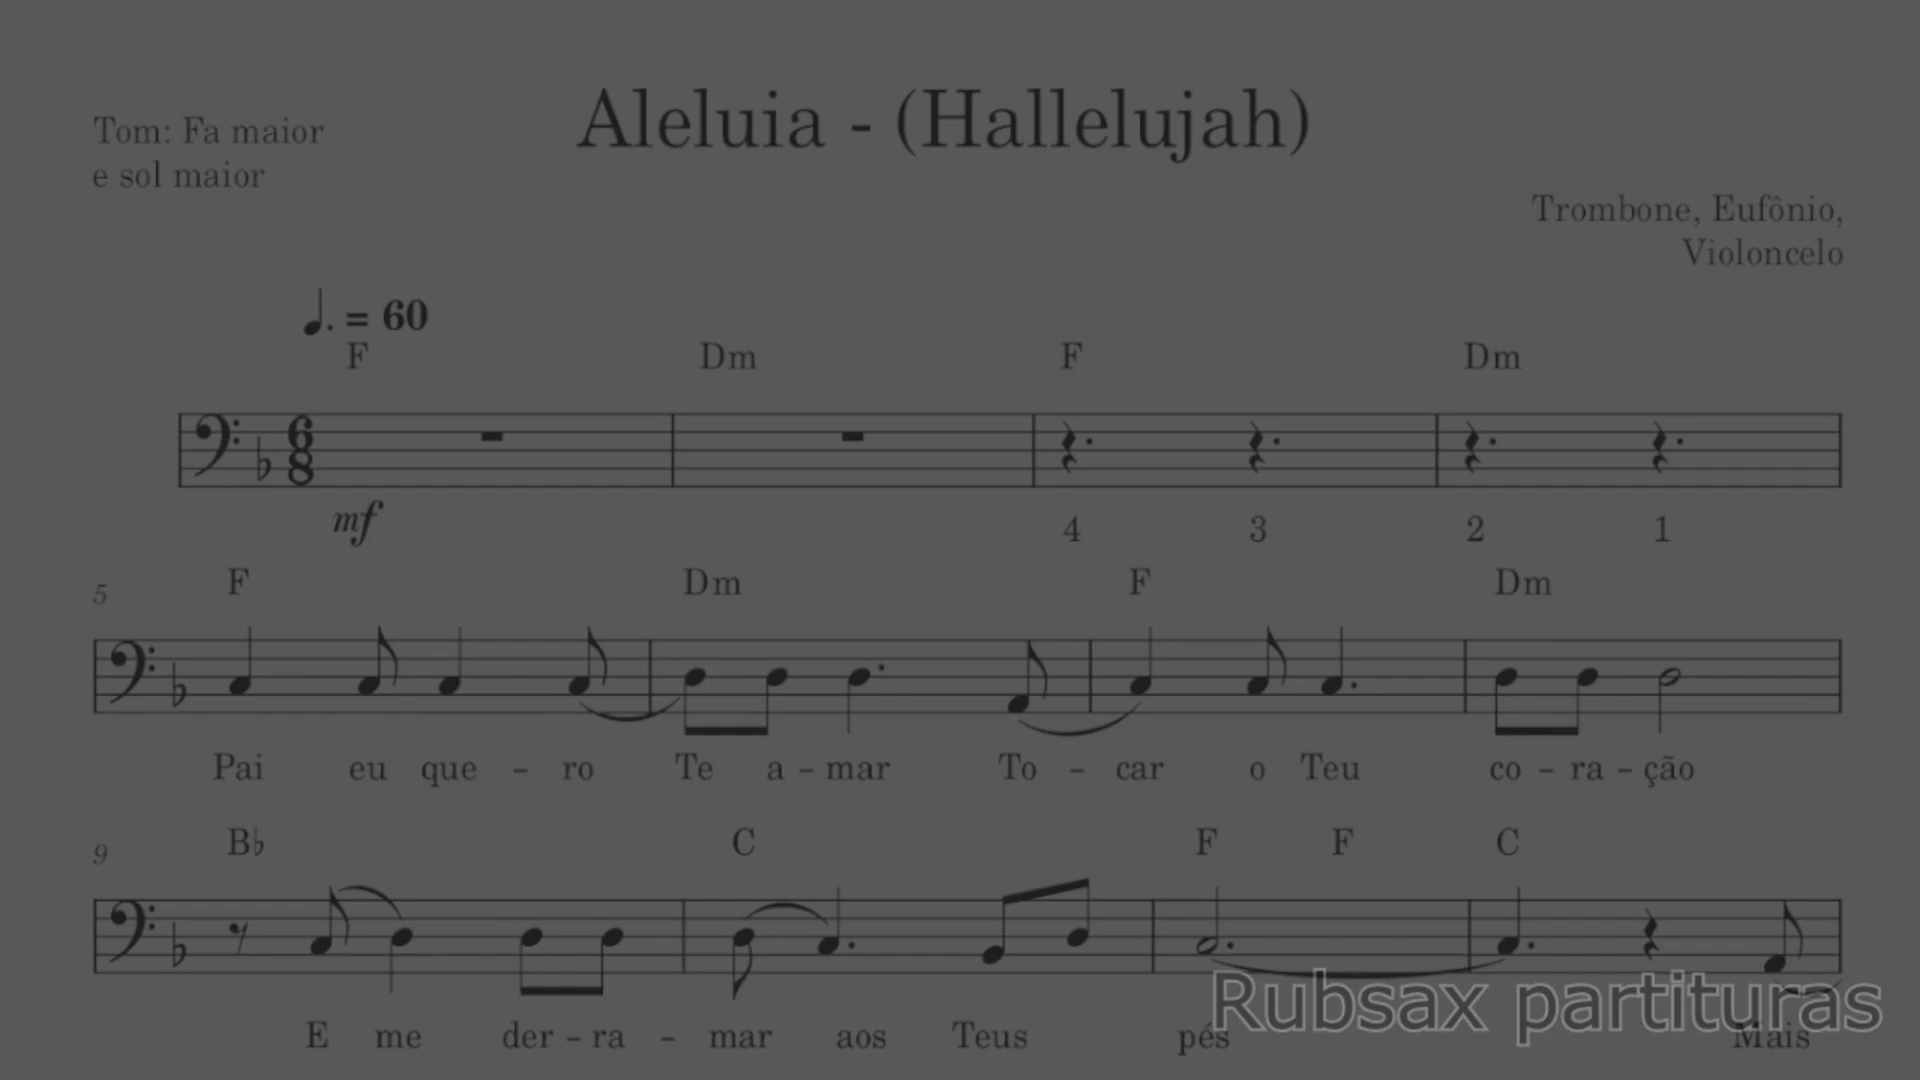 Aleluia - (Hallelujah)
Tom: Fa maior
e sol maior
Trombone, Eufônio,
Violoncelo
= 60
F Dm F Dm
mf
4 3 2 1
5 F Dm F Dm
Pai eu que - ro Te a - mar To - car o Teu co - ra - ção
9 B♭ C F F C
E me der - ra - mar aos Teus pés Mais
Rubsax partituras